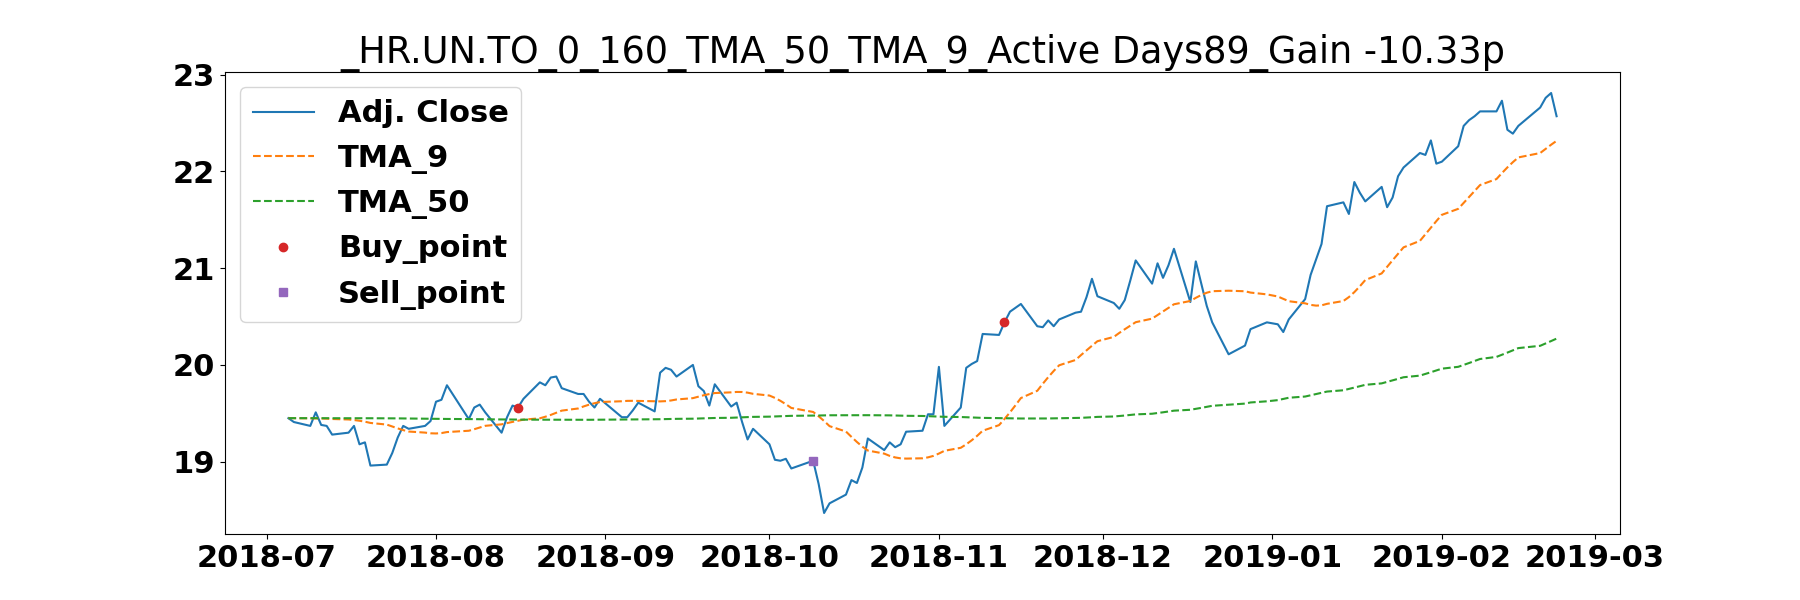 _HR.UN.TO_0_160_TMA_50_TMA_9_Active Days89_Gain -10.33p
23
22
21
20
19
Adj. Close
TMA_9
TMA_50
Buy_point
Sell_point
2018-07 2018-08 2018-09 2018-10 2018-11 2018-12 2019-01 2019-02 2019-03